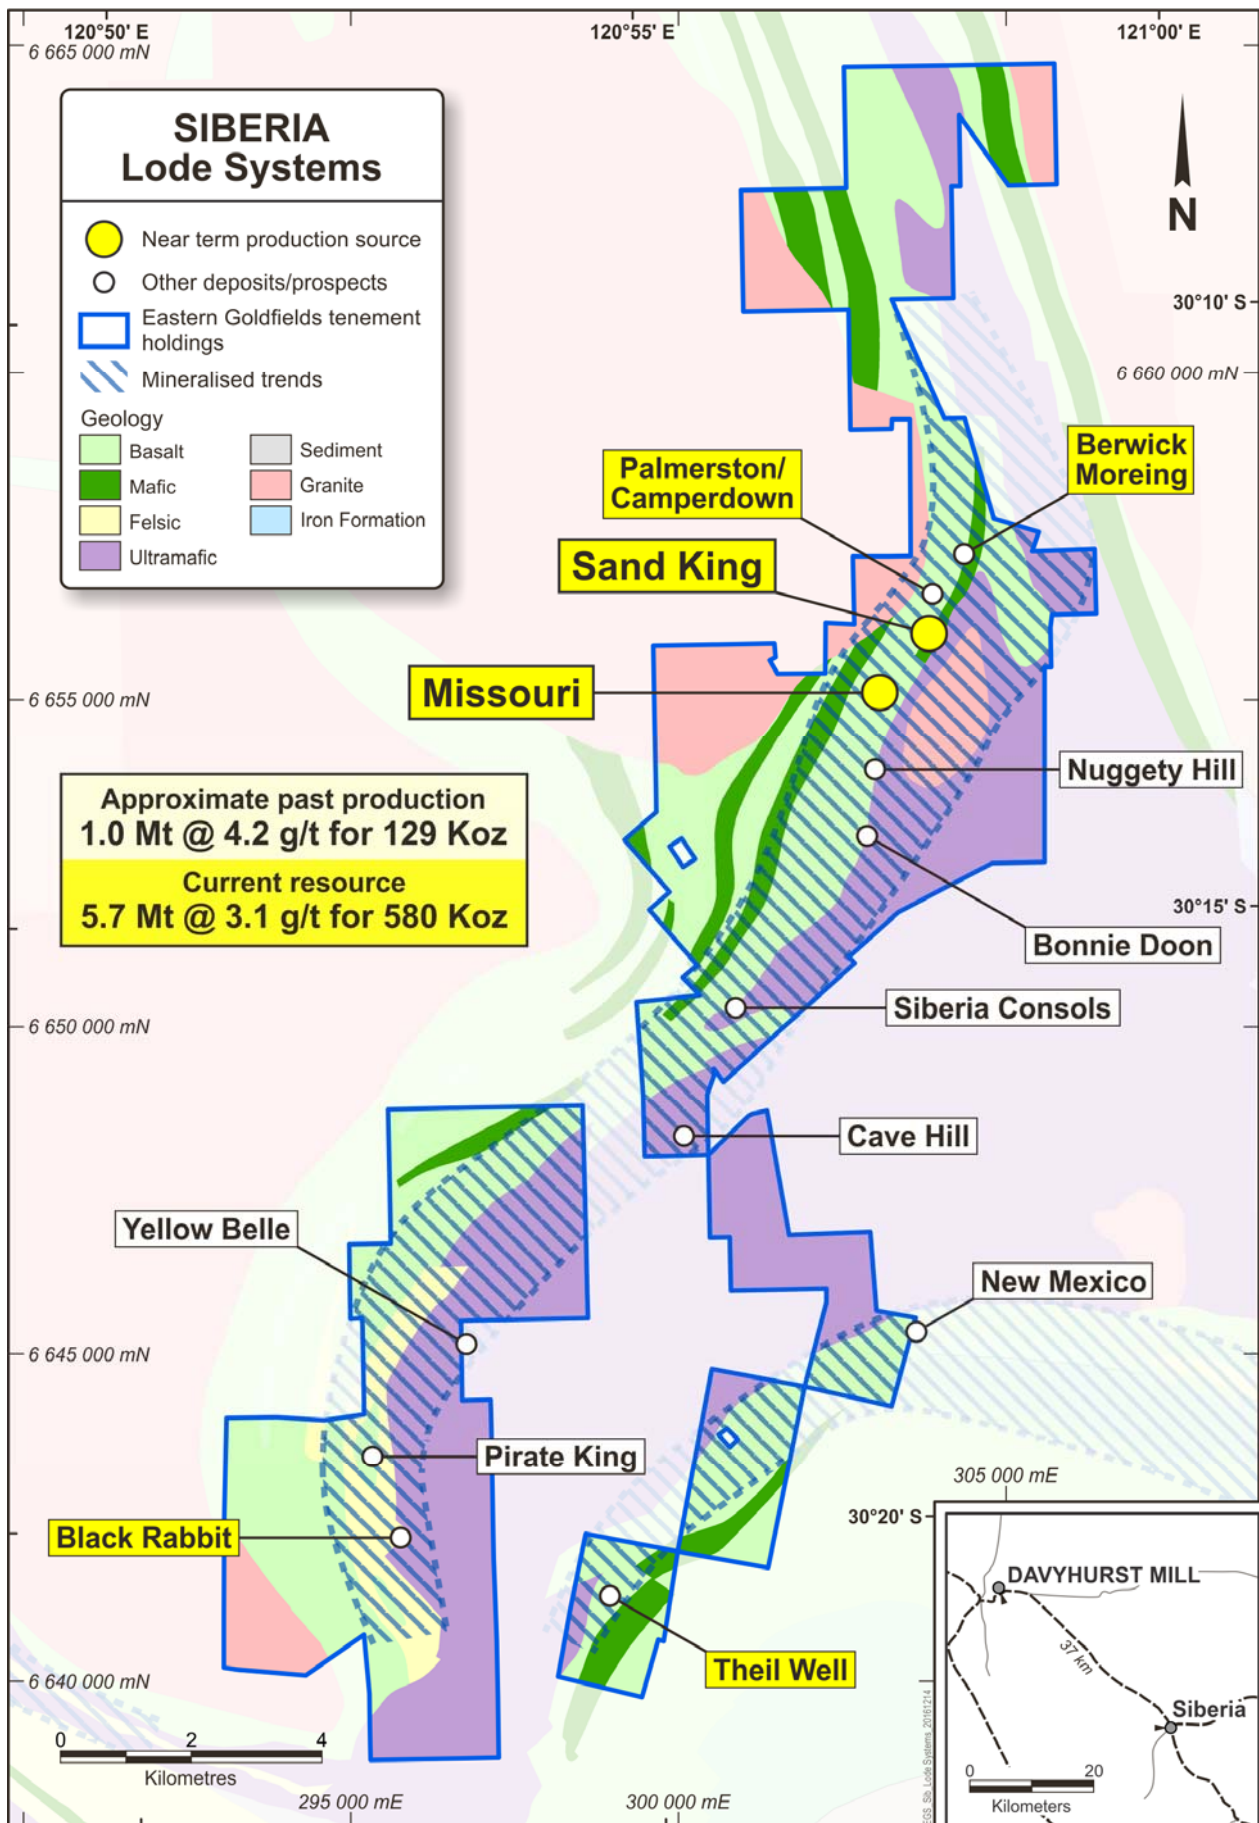 120°50' E
120°55' E
121°00' E
6 665 000 mN
SIBERIA
Lode Systems
Near term production source
Other deposits/prospects
Eastern Goldfields tenement
holdings
Mineralised trends
Geology
Basalt
Sediment
Mafic
Granite
Felsic
Iron Formation
Ultramafic
N
30°10' S
6 660 000 mN
Berwick
Moreing
Palmerston/
Camperdown
Sand King
Missouri
6 655 000 mN
Nuggety Hill
Approximate past production
1.0 Mt @ 4.2 g/t for 129 Koz
Current resource
5.7 Mt @ 3.1 g/t for 580 Koz
30°15' S
Bonnie Doon
Siberia Consols
6 650 000 mN
Cave Hill
Yellow Belle
New Mexico
6 645 000 mN
Pirate King
305 000 mE
30°20' S
Black Rabbit
DAVYHURST MILL
37 km
Theil Well
6 640 000 mN
Siberia
0 2 4
Kilometres
0 20
Kilometers
EGS_Sib_Lode Systems_20161214
295 000 mE
300 000 mE